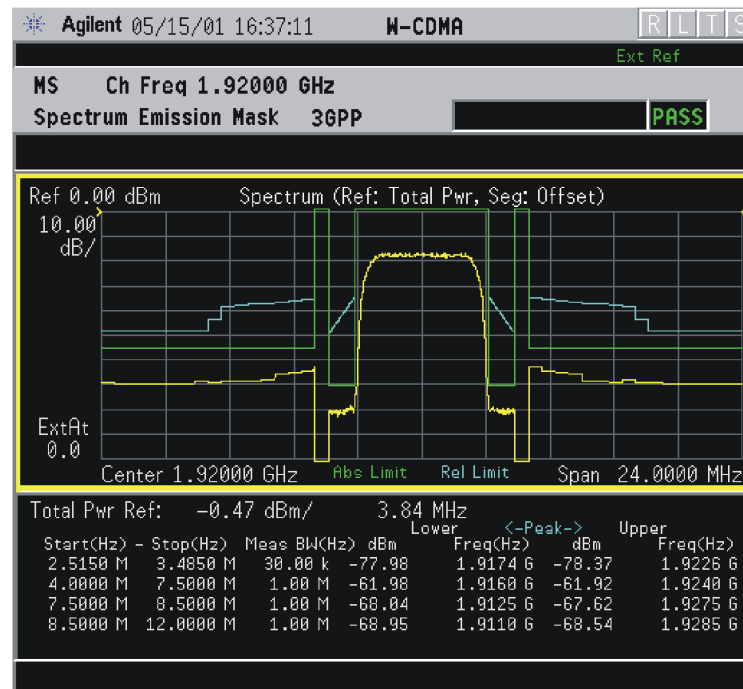 Agilent 05/15/01 16:37:11 W-CDMA R L T S
Ext Ref
MS Ch Freq 1.92000 GHz
Spectrum Emission Mask 3GPP PASS
Ref 0.00 dBm Spectrum (Ref: Total Pwr, Seg: Offset)
10.00
dB/
ExtAt
0.0
Center 1.92000 GHz Abs Limit Rel Limit Span 24.0000 MHz
Total Pwr Ref: -0.47 dBm/ 3.84 MHz
Lower <-Peak-> Upper
Start(Hz) - Stop(Hz) Meas BW(Hz) dBm Freq(Hz) dBm Freq(Hz)
2.5150 M 3.4850 M 30.00 k -77.98 1.9174 G -78.37 1.9226 G
4.0000 M 7.5000 M 1.00 M -61.98 1.9160 G -61.92 1.9240 G
7.5000 M 8.5000 M 1.00 M -68.04 1.9125 G -67.62 1.9275 G
8.5000 M 12.0000 M 1.00 M -68.95 1.9110 G -68.54 1.9285 G